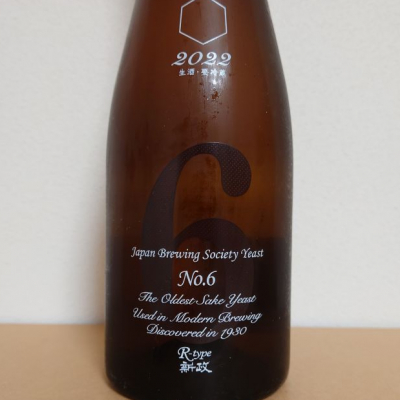 2022
生酒・要冷蔵
6
Japan Brewing Society Yeast
No.6
The Oldest Sake Yeast
Used in Modern Brewing
Discovered in 1930
R-type
新政